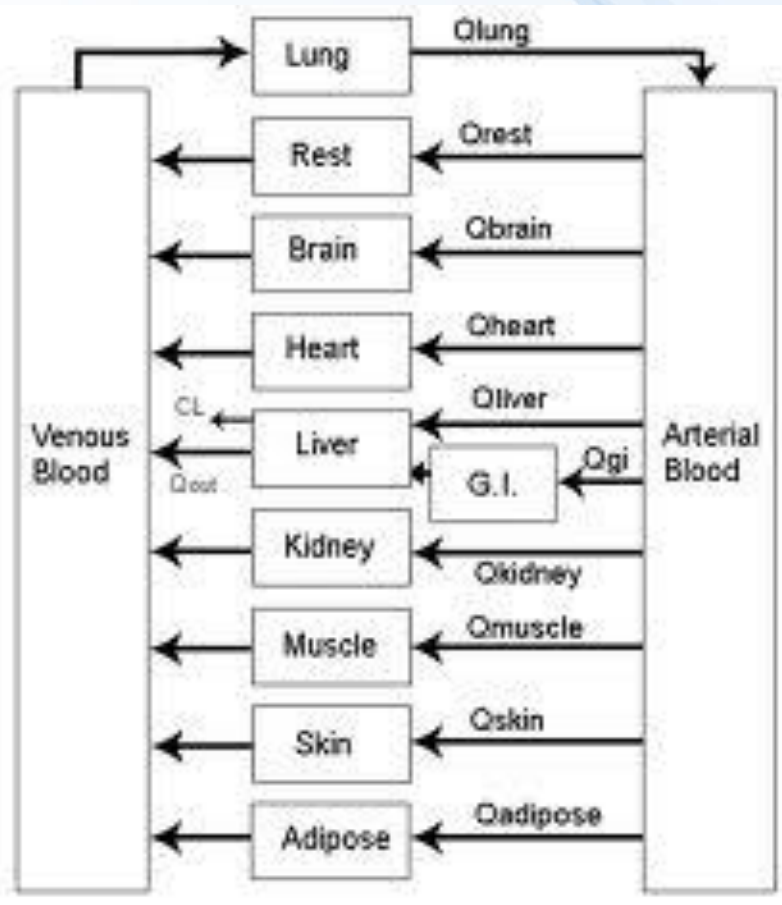 Qlung
Lung
Qrest
Rest
Qbrain
Brain
Qheart
Heart
Qliver
CL
Liver
Venous
Blood
Arterial
Blood
Qgi
G.I.
Qout
Kidney
Qkidney
Qmuscle
Muscle
Qskin
Skin
Qadipose
Adipose